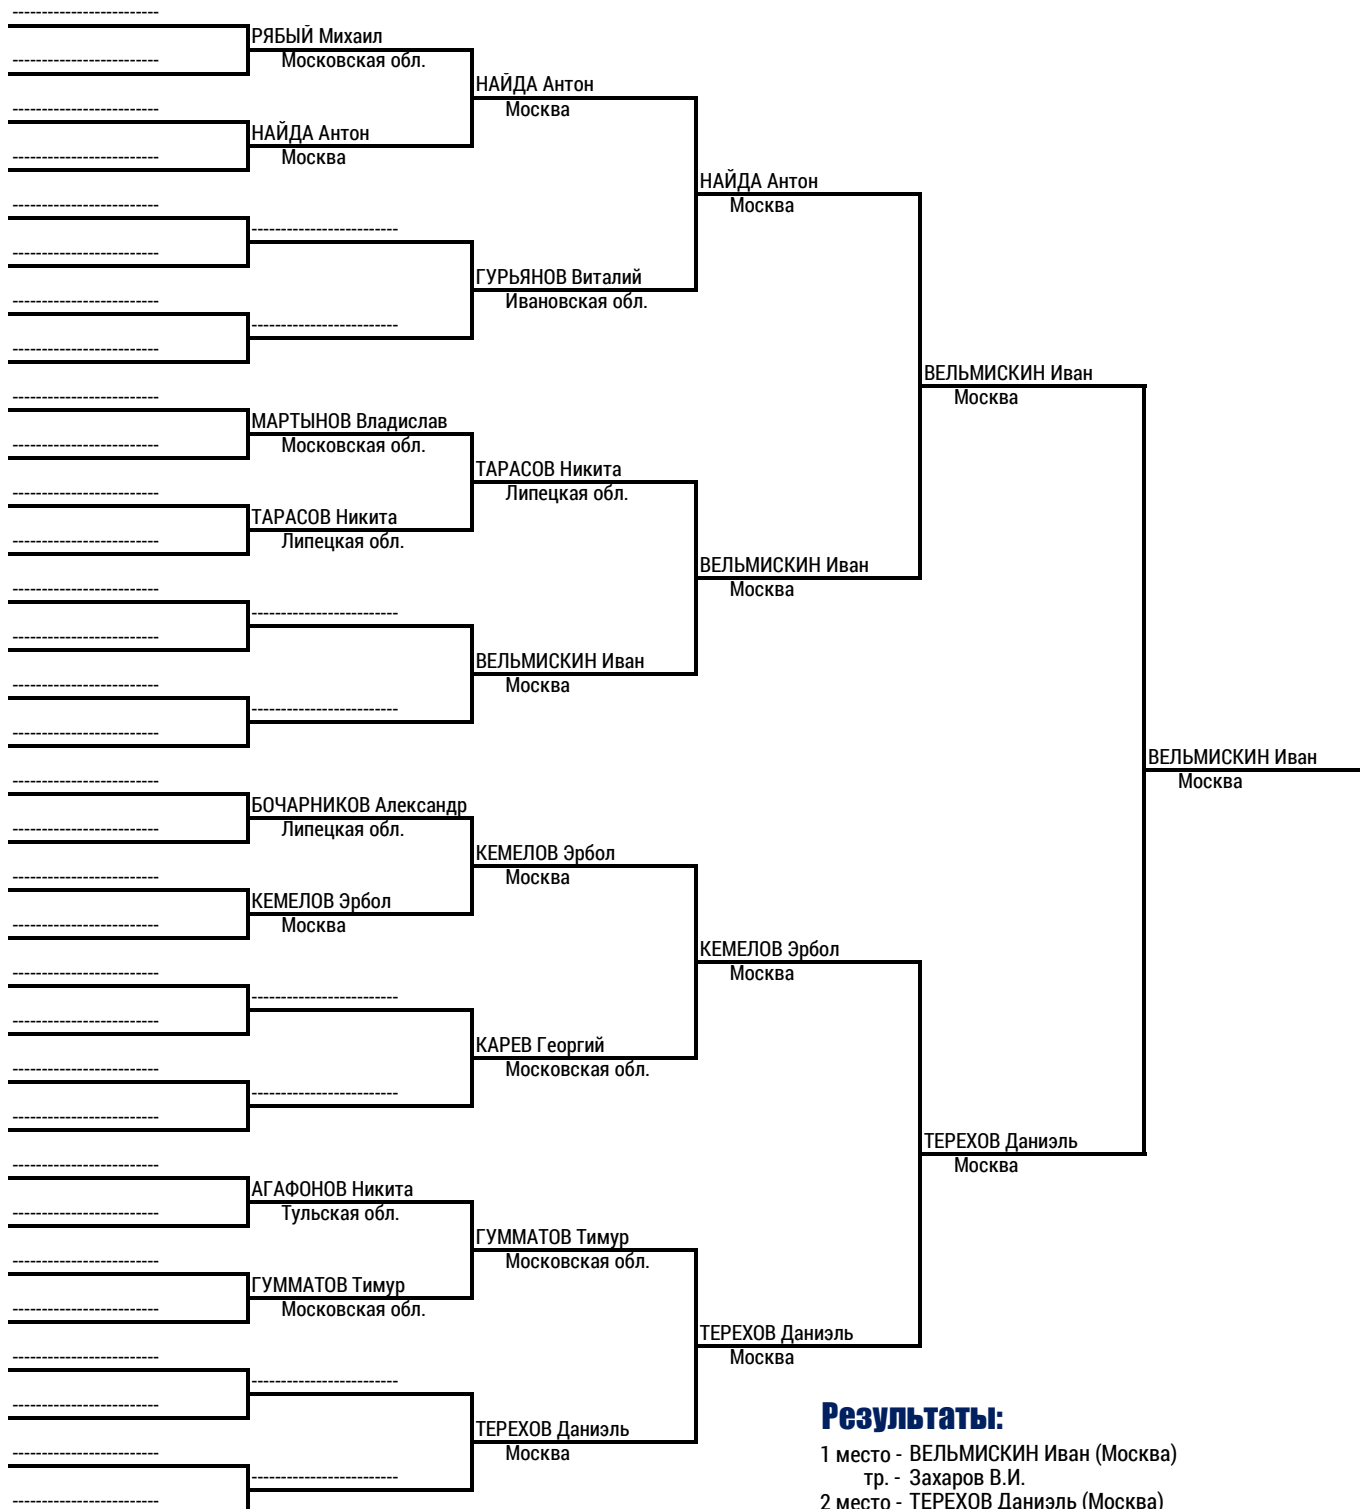 -------------------------
-------------------------
РЯБЫЙ Михаил
Московская обл.
-------------------------
-------------------------
НАЙДА Антон
Москва
НАЙДА Антон
Москва
-------------------------
-------------------------
-------------------------
-------------------------
-------------------------
-------------------------
ГУРЬЯНОВ Виталий
Ивановская обл.
НАЙДА Антон
Москва
-------------------------
-------------------------
МАРТЫНОВ Владислав
Московская обл.
-------------------------
-------------------------
ТАРАСОВ Никита
Липецкая обл.
ТАРАСОВ Никита
Липецкая обл.
-------------------------
-------------------------
-------------------------
-------------------------
-------------------------
-------------------------
ВЕЛЬМИСКИН Иван
Москва
ВЕЛЬМИСКИН Иван
Москва
ВЕЛЬМИСКИН Иван
Москва
-------------------------
-------------------------
БОЧАРНИКОВ Александр
Липецкая обл.
-------------------------
-------------------------
КЕМЕЛОВ Эрбол
Москва
КЕМЕЛОВ Эрбол
Москва
-------------------------
-------------------------
-------------------------
-------------------------
-------------------------
-------------------------
КАРЕВ Георгий
Московская обл.
КЕМЕЛОВ Эрбол
Москва
-------------------------
-------------------------
АГАФОНОВ Никита
Тульская обл.
-------------------------
-------------------------
ГУММАТОВ Тимур
Московская обл.
ГУММАТОВ Тимур
Московская обл.
-------------------------
-------------------------
-------------------------
-------------------------
-------------------------
-------------------------
ТЕРЕХОВ Даниэль
Москва
ТЕРЕХОВ Даниэль
Москва
ТЕРЕХОВ Даниэль
Москва
ВЕЛЬМИСКИН Иван
Москва
Результаты:
1 место - ВЕЛЬМИСКИН Иван (Москва)
тр. - Захаров В.И.
2 место - ТЕРЕХОВ Даниэль (Москва)